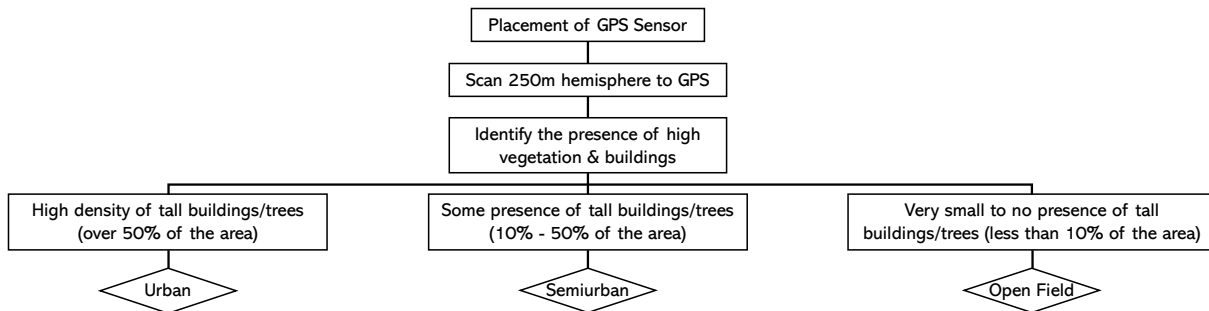 Placement of GPS Sensor
Scan 250m hemisphere to GPS
Identify the presence of high
vegetation & buildings
High density of tall buildings/trees
(over 50% of the area)
Some presence of tall buildings/trees
(10% - 50% of the area)
Very small to no presence of tall
buildings/trees (less than 10% of the area)
Urban
Semiurban
Open Field